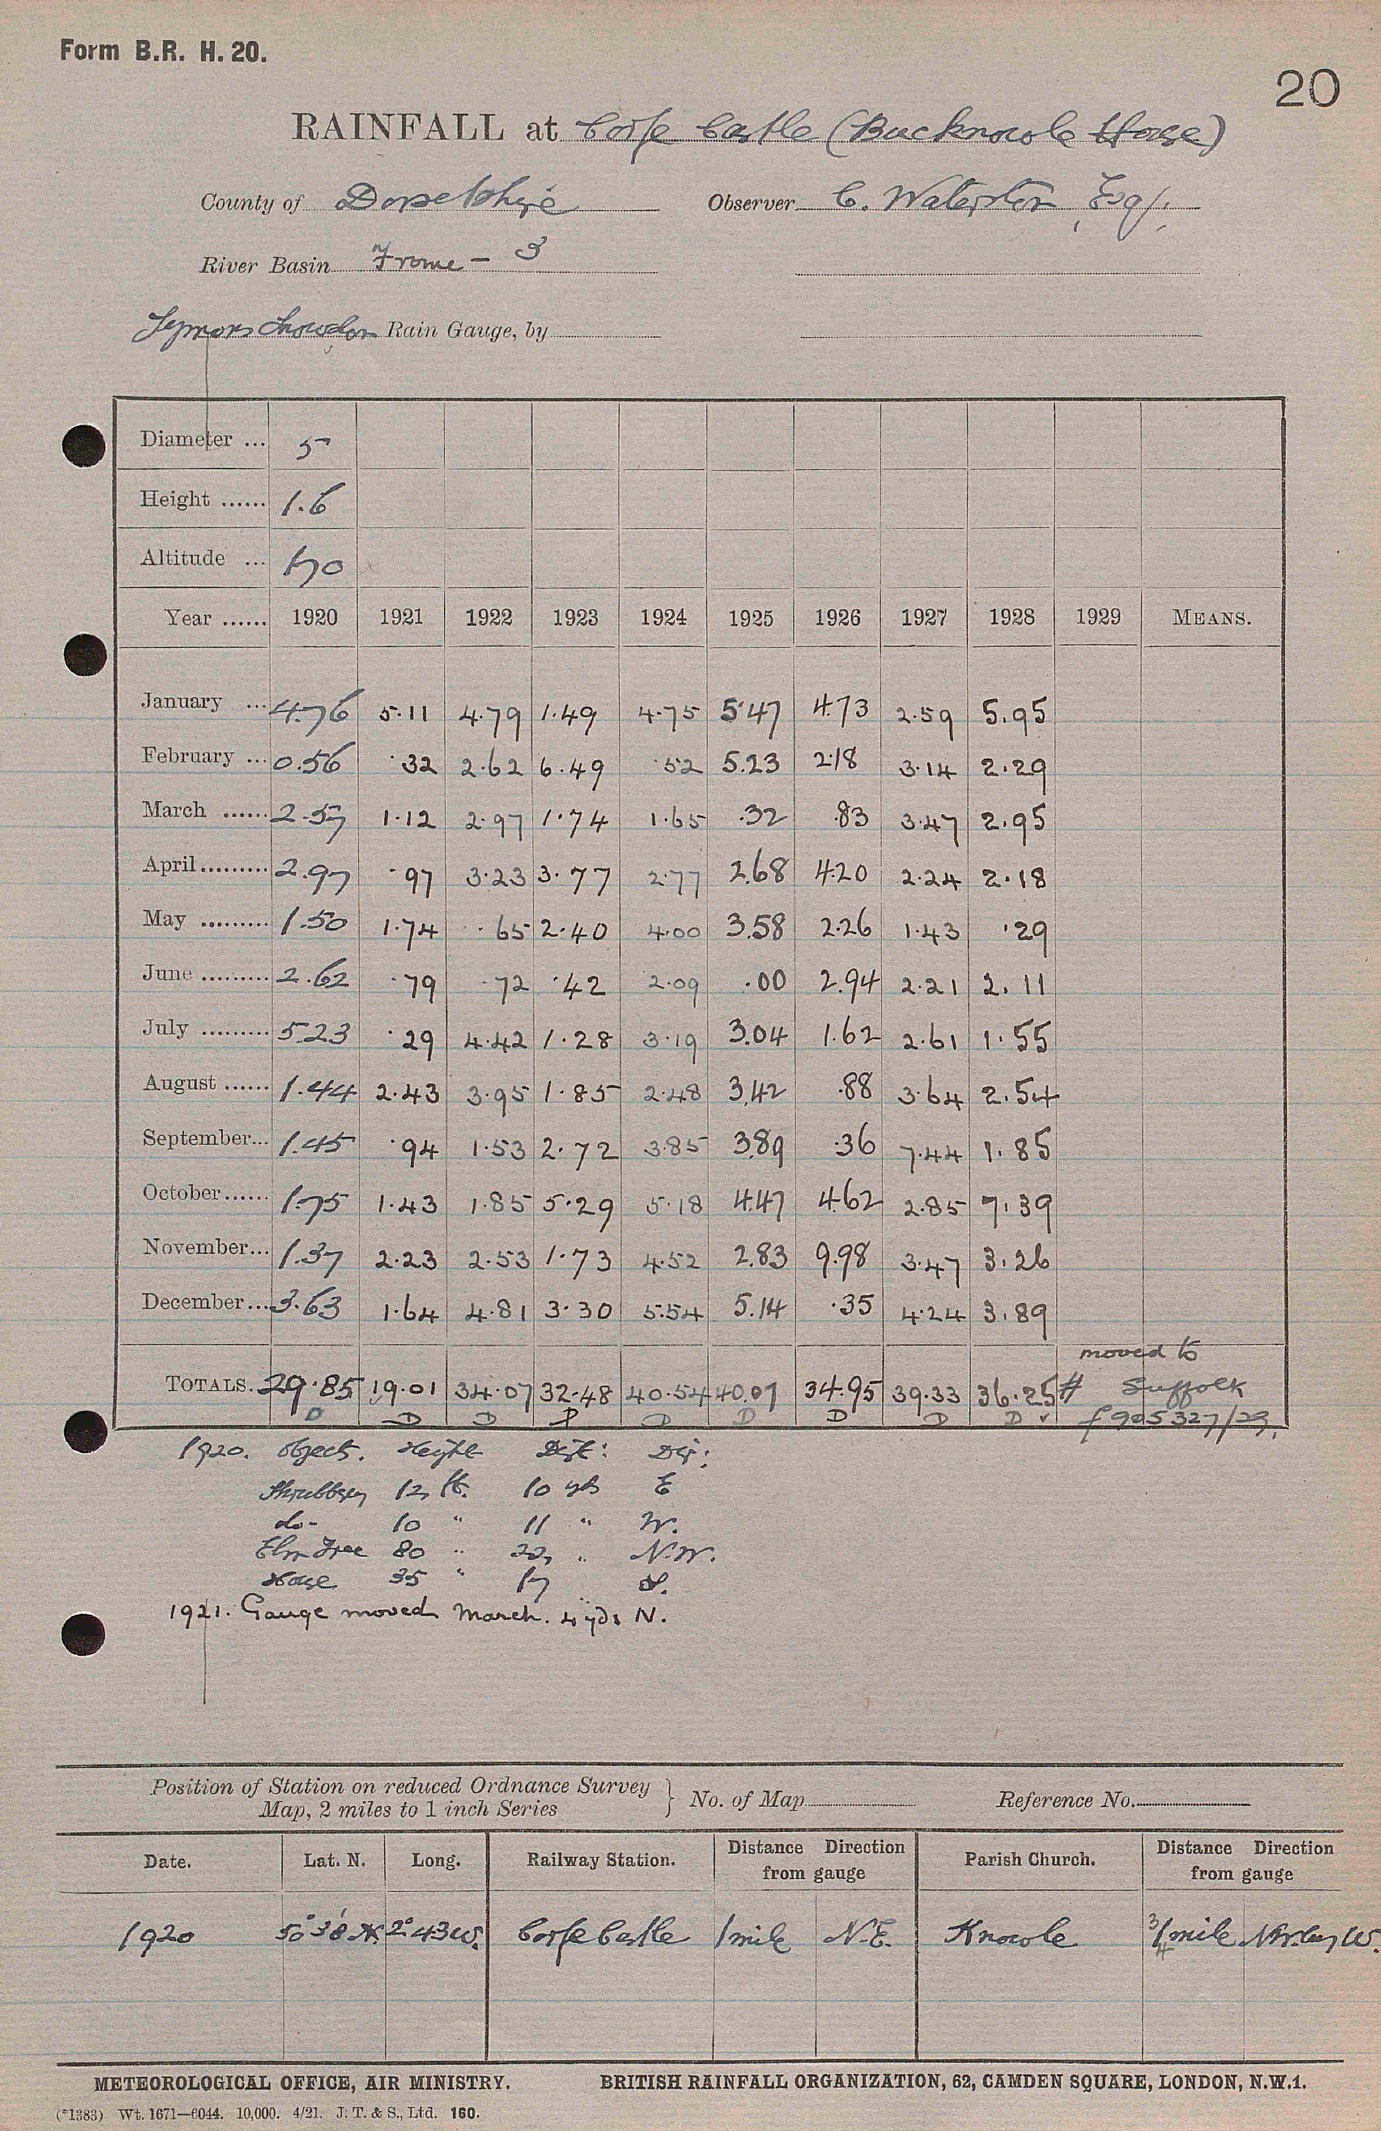 Form B.R. H. 20.
20
RAINFALL at Corfe Castle (Bucknowle House)
County of Dorsetshire Observer C. Waterston, Esq.,
River Basin Frome - 3
Symons Snowdon Rain Gauge, by
Diameter ... 5
Height ...... 1.6
Altitude ... 170
Year ...... 1920 1921 1922 1923 1924 1925 1926 1927 1928 1929 MEANS.
January ... 4.76 5.11 4.79 1.49 4.75 5.47 4.73 2.59 5.95
February ... 0.56 .32 2.62 6.49 .52 5.23 2.18 3.14 2.29
March ...... 2.57 1.12 2.97 1.74 1.65 .32 .83 3.47 2.95
April ......... 2.97 .97 3.23 3.77 2.77 2.68 4.20 2.24 2.18
May ......... 1.50 1.74 .65 2.40 4.00 3.58 2.26 1.43 .29
June ......... 2.62 .79 .72 .42 2.09 .00 2.94 2.21 2.11
July ......... 5.23 .29 4.42 1.28 3.19 3.04 1.62 2.61 1.55
August ...... 1.44 2.43 3.95 1.85 2.48 3.42 .88 3.64 2.54
September... 1.45 .94 1.53 2.72 3.85 3.89 .36 7.44 1.85
October...... 1.75 1.43 1.85 5.29 5.18 4.47 4.62 2.85 7.39
November... 1.37 2.23 2.53 1.73 4.52 2.83 9.98 3.47 3.26
December... 3.63 1.64 4.81 3.30 5.54 5.14 .35 4.24 3.89
moved to
TOTALS. 29.85 19.01 34.07 32.48 40.54 40.07 34.95 39.33 36.25 # Suffolk
D D D D D D D D D ✓ f 905327/29.
1920. Objects. Height Dist: Dir:
Shrubbery 12 ft. 10 yds E
do- 10 " 11 " W.
Elm Tree 80 " 22 " N.W.
House 35 " 17 S.
1921. Gauge moved March. 4 yds N.
Position of Station on reduced Ordnance Survey
Map, 2 miles to 1 inch Series } No. of Map Reference No.
Date. Lat. N. Long. Railway Station. Distance Direction from gauge Parish Church. Distance Direction from gauge
1920 50° 38' N. 2° 43 W. Corfe Castle 1 mile N.E. Knowle 3/4 mile N.W. by W.
METEOROLOGICAL OFFICE, AIR MINISTRY. BRITISH RAINFALL ORGANIZATION, 62, CAMDEN SQUARE, LONDON, N.W.1.
(*1383) Wt. 1671—6044. 10,000. 4/21. J. T. & S., Ltd. 160.